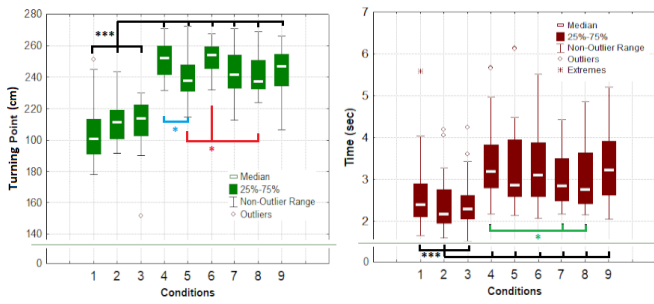 Turning Point (cm)
280
260
240
220
200
180
160
140
0
***
*
*
Median
25%-75%
Non-Outlier Range
Outliers
1 2 3 4 5 6 7 8 9
Conditions
Time (sec)
7
6
5
4
3
2
0
Median
25%-75%
Non-Outlier Range
Outliers
Extremes
*
***
1 2 3 4 5 6 7 8 9
Conditions